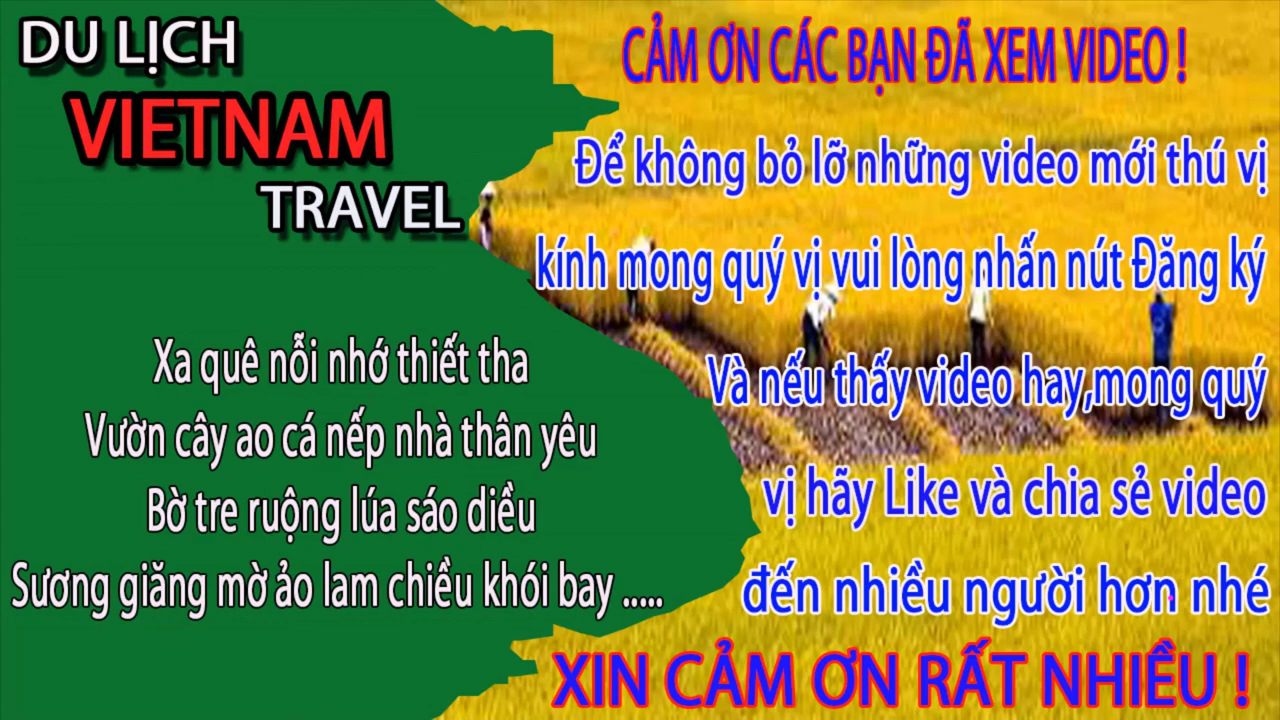 DU LỊCH
VIETNAM
TRAVEL
Xa quê nỗi nhớ thiết tha
Vườn cây ao cá nếp nhà thân yêu
Bờ tre ruộng lúa sáo diều
Sương giăng mờ ảo lam chiều khói bay .....
CẢM ƠN CÁC BẠN ĐÃ XEM VIDEO !
Để không bỏ lỡ những video mới thú vị
kính mong quý vị vui lòng nhấn nút Đăng ký
Và nếu thấy video hay,mong quý
vị hãy Like và chia sẻ video
đến nhiều người hơn nhé
XIN CẢM ƠN RẤT NHIỀU !